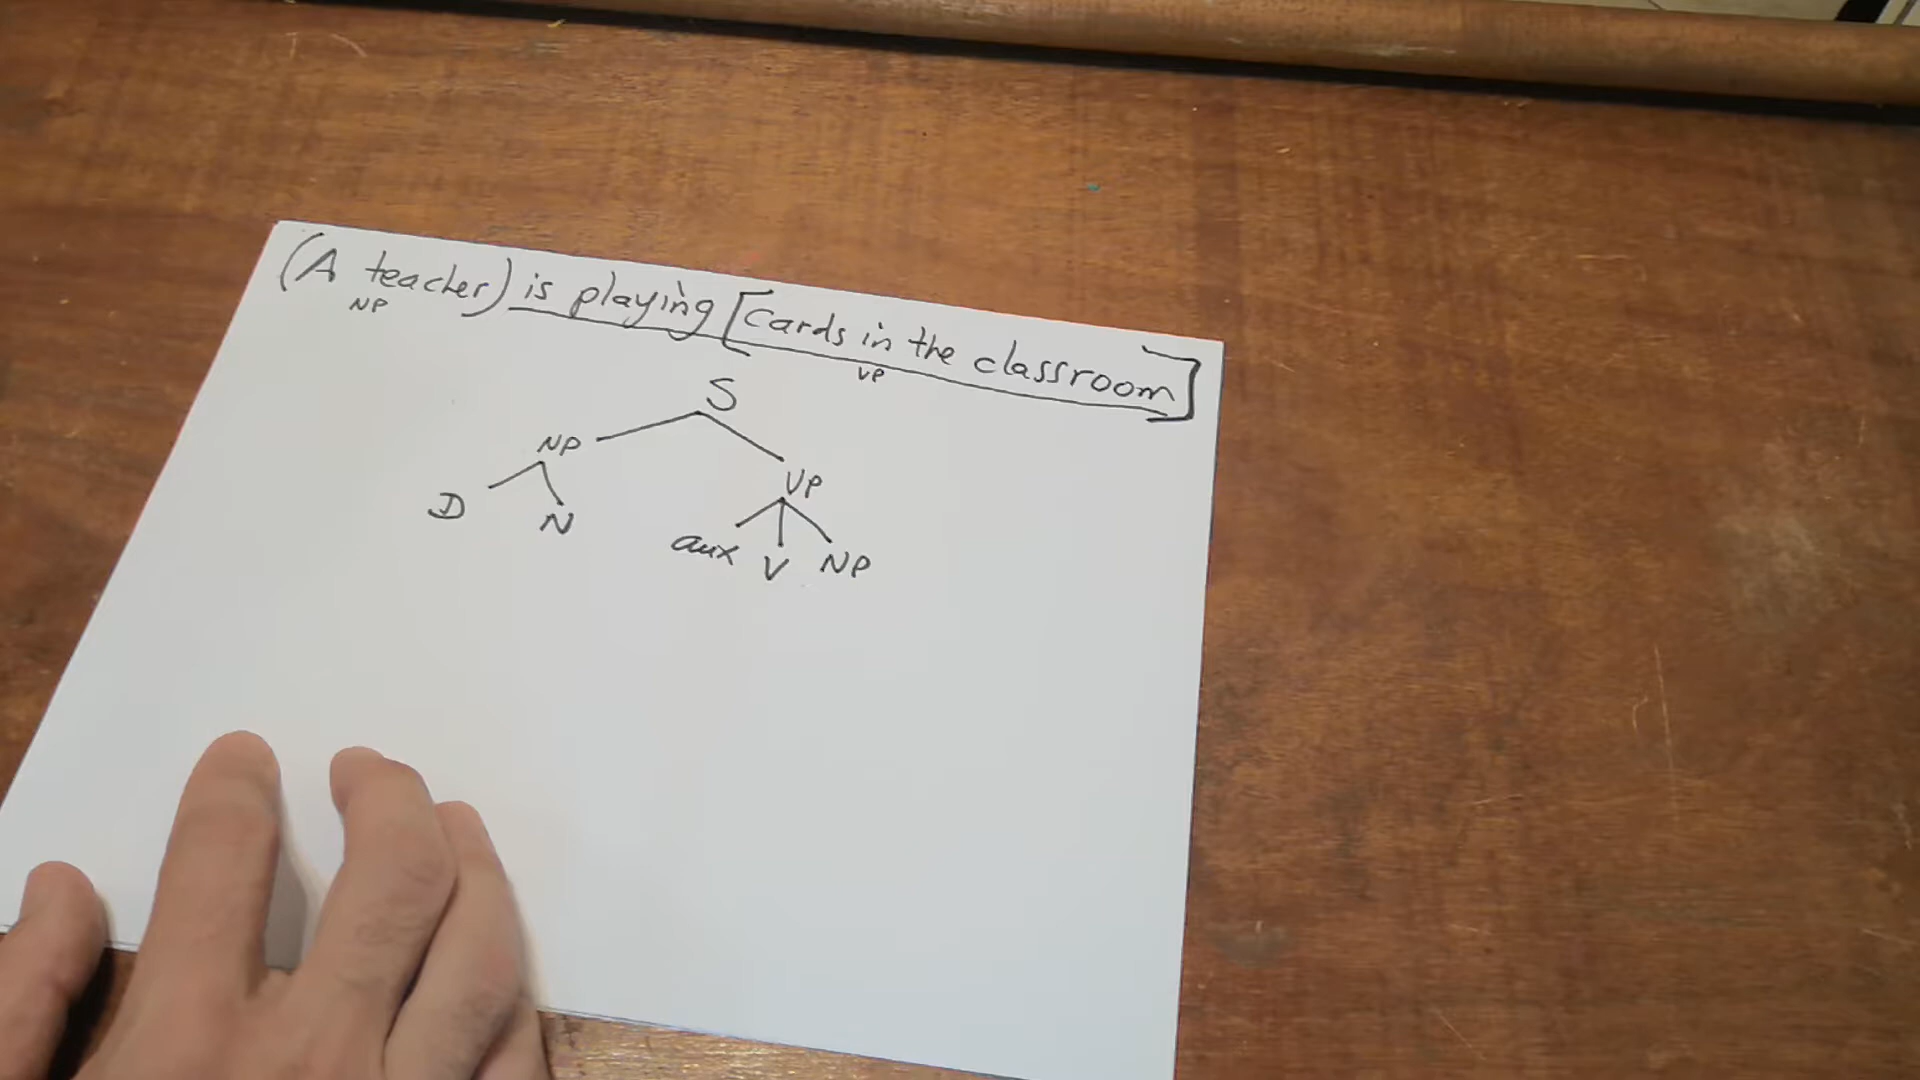 (A teacher) is playing [Cards in the classroom]
NP
VP
S
NP VP
D N aux V NP